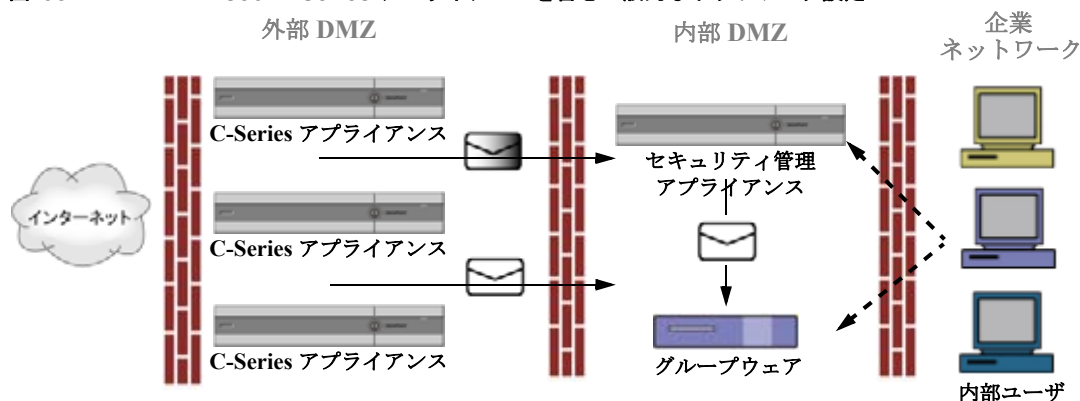 外部 DMZ
内部 DMZ
企業
ネットワーク
C-Series アプライアンス
セキュリティ管理
アプライアンス
インターネット
C-Series アプライアンス
C-Series アプライアンス
グループウェア
内部ユーザ